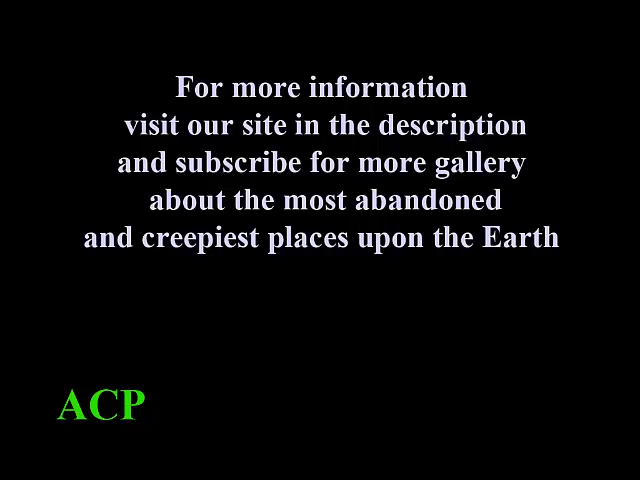 For more information
visit our site in the description
and subscribe for more gallery
about the most abandoned
and creepiest places upon the Earth
ACP